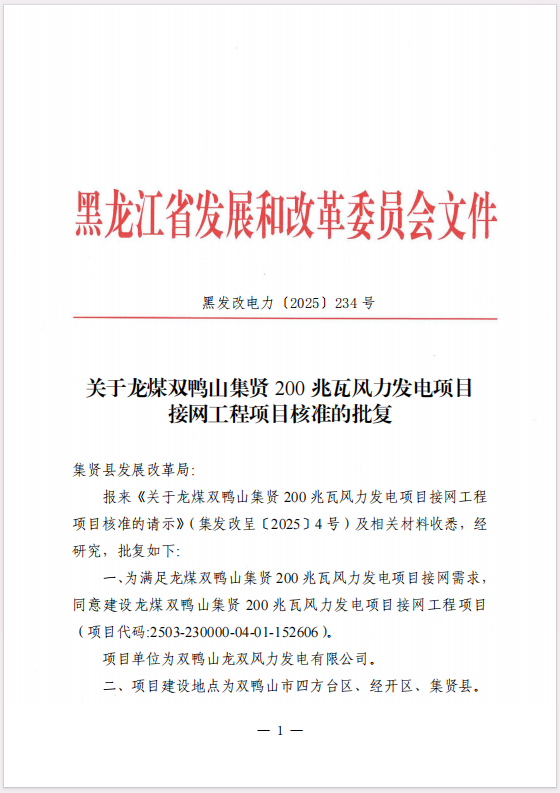 黑龙江省发展和改革委员会文件
黑发改电力〔2025〕234号
关于龙煤双鸭山集贤 200 兆瓦风力发电项目
接网工程项目核准的批复
集贤县发展改革局:
报来《关于龙煤双鸭山集贤 200 兆瓦风力发电项目接网工程
项目核准的请示》(集发改呈〔2025〕4号)及相关材料收悉，经
研究，批复如下:
一、为满足龙煤双鸭山集贤 200 兆瓦风力发电项目接网需求，
同意建设龙煤双鸭山集贤 200 兆瓦风力发电项目接网工程项目
(项目代码:2503-230000-04-01-152606)。
项目单位为双鸭山龙双风力发电有限公司。
二、项目建设地点为双鸭山市四方台区、经开区、集贤县。
— 1 —